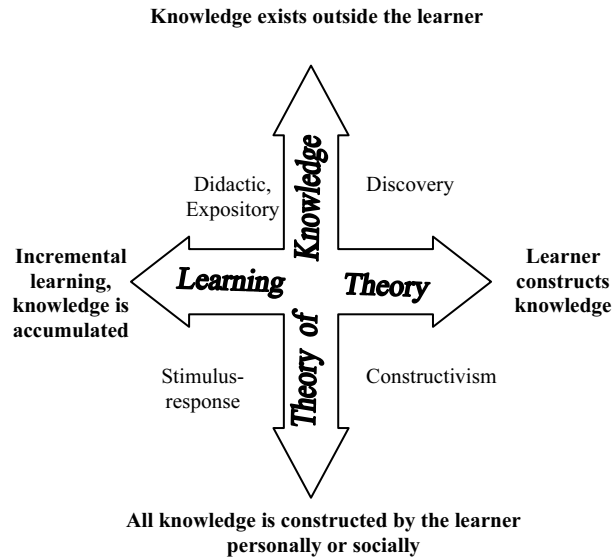 Knowledge exists outside the learner
Didactic,
Expository
Discovery
Theory of Knowledge
Incremental
learning,
knowledge is
accumulated
Learning Theory
Learner
constructs
knowledge
Stimulus-
response
Constructivism
All knowledge is constructed by the learner
personally or socially